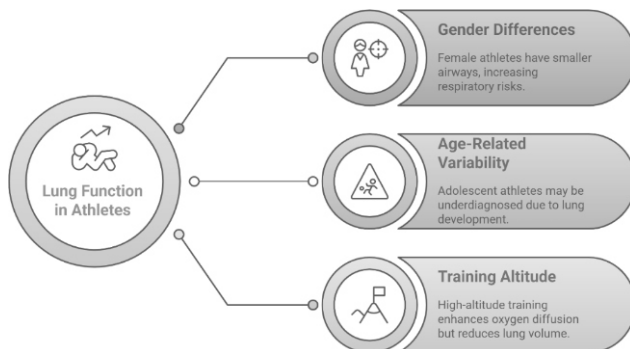 Lung Function
in Athletes
Gender Differences
Female athletes have smaller
airways, increasing
respiratory risks.
Age-Related
Variability
Adolescent athletes may be
underdiagnosed due to lung
development.
Training Altitude
High-altitude training
enhances oxygen diffusion
but reduces lung volume.